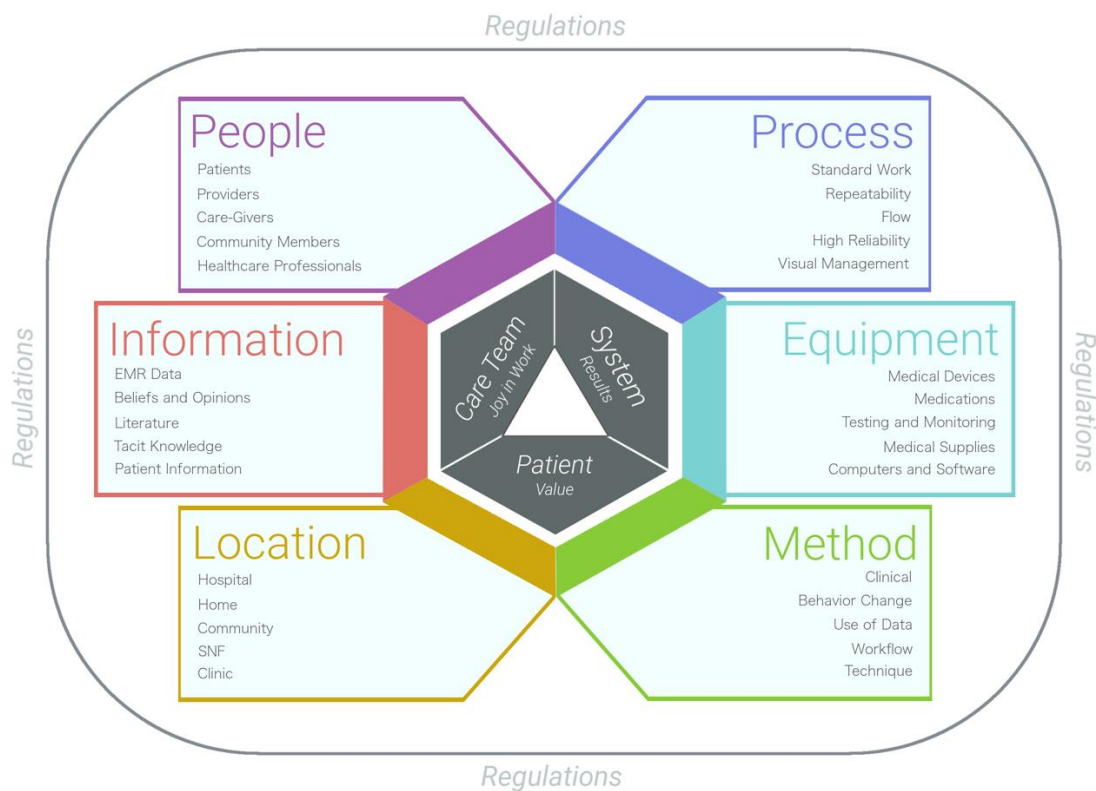 Regulations
People
Patients
Providers
Care-Givers
Community Members
Healthcare Professionals
Process
Standard Work
Repeatability
Flow
High Reliability
Visual Management
Regulations
Information
EMR Data
Beliefs and Opinions
Literature
Tacit Knowledge
Patient Information
Care Team
Joy in Work
System
Results
Patient
Value
Equipment
Medical Devices
Medications
Testing and Monitoring
Medical Supplies
Computers and Software
Regulations
Location
Hospital
Home
Community
SNF
Clinic
Method
Clinical
Behavior Change
Use of Data
Workflow
Technique
Regulations